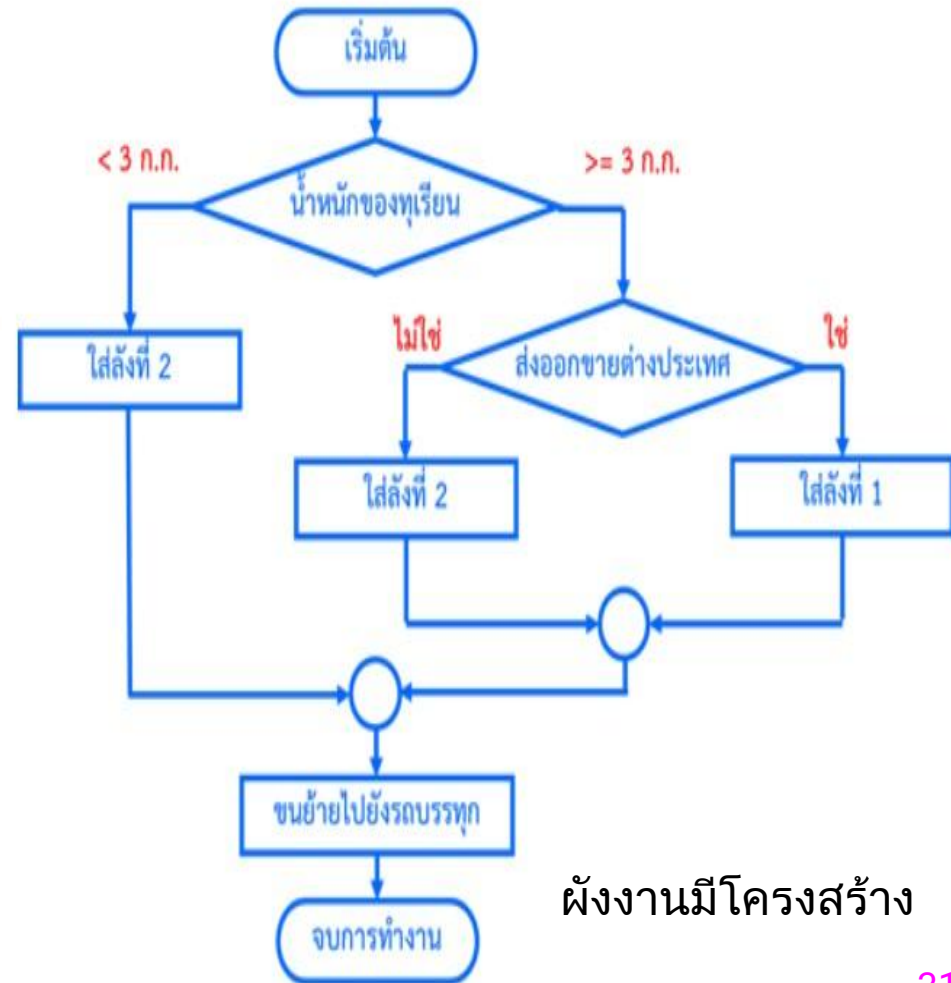 เริ่มต้น
< 3 ก.ก.
>= 3 ก.ก.
น้ำหนักของทุเรียน
ใส่ลังที่ 2
ไม่ใช่
ใช่
ส่งออกขายต่างประเทศ
ใส่ลังที่ 2
ใส่ลังที่ 1
ขนย้ายไปยังรถบรรทุก
ผังงานมีโครงสร้าง
จบการทำงาน
21